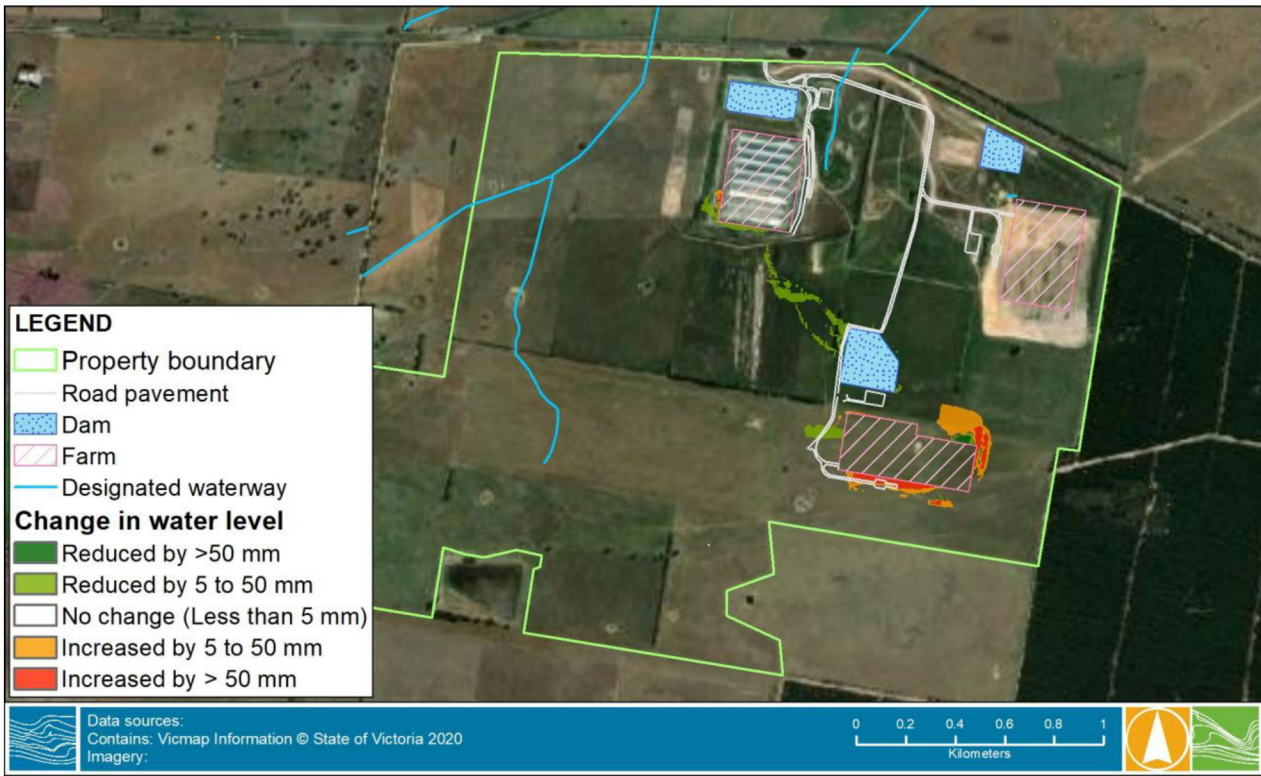 LEGEND
Property boundary
Road pavement
Dam
Farm
Designated waterway
Change in water level
Reduced by >50 mm
Reduced by 5 to 50 mm
No change (Less than 5 mm)
Increased by 5 to 50 mm
Increased by > 50 mm
Data sources:
Contains: Vicmap Information © State of Victoria 2020
Imagery:
0 0.2 0.4 0.6 0.8 1
Kilometers